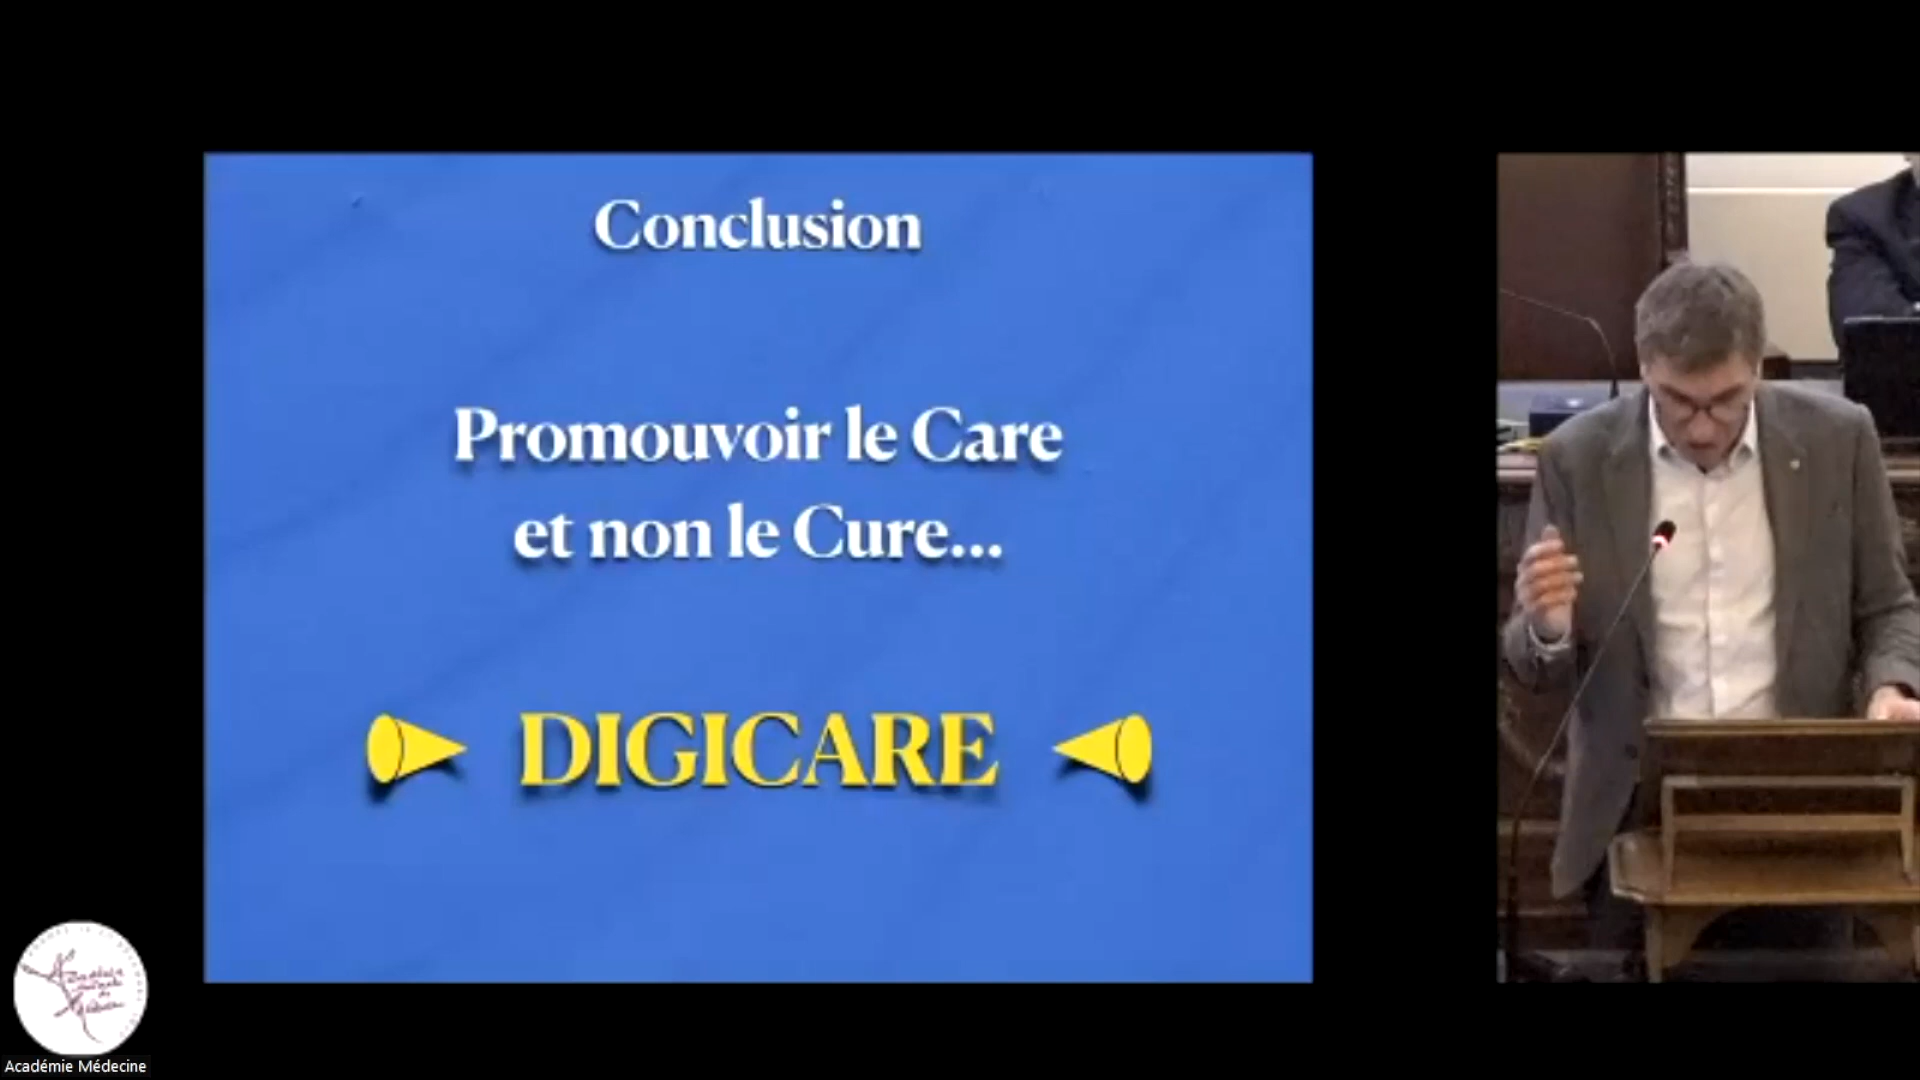 Conclusion
Promouvoir le Care
et non le Cure...
DIGICARE
Académie Médecine